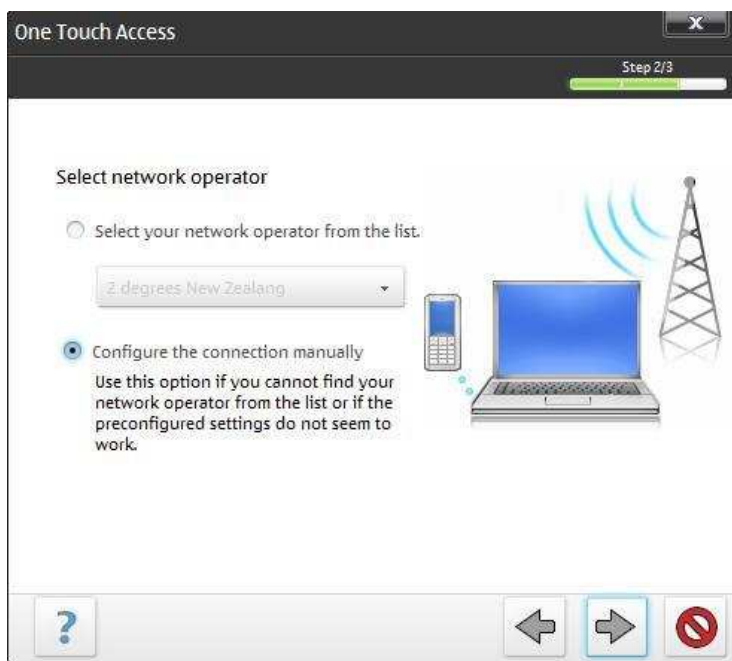 One Touch Access
x
Step 2/3
Select network operator
Select your network operator from the list.
2 degrees New Zealang
Configure the connection manually
Use this option if you cannot find your
network operator from the list or if the
preconfigured settings do not seem to
work.
?